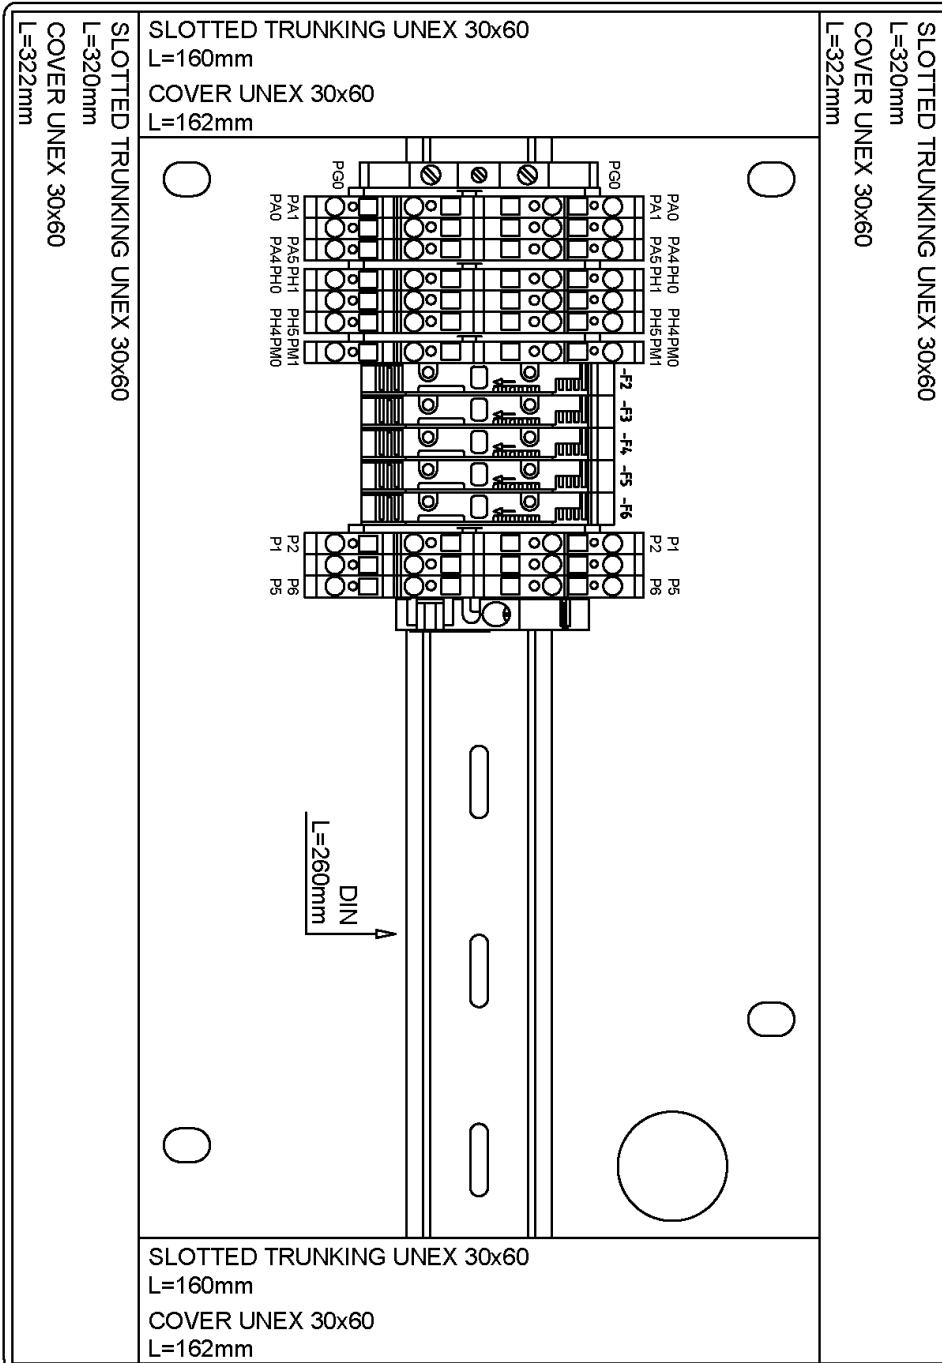 SLOTTED TRUNKING UNEX 30x60
L=160mm
COVER UNEX 30x60
L=162mm
SLOTTED TRUNKING UNEX 30x60
L=320mm
COVER UNEX 30x60
L=322mm
SLOTTED TRUNKING UNEX 30x60
L=320mm
COVER UNEX 30x60
L=322mm
PG0
PA1
PA0
PA5
PA4
PH1
PH0
PH5
PH4
PM1
PM0
P2
P1
P6
P5
PG0
PA0
PA1
PA4
PA5
PH0
PH1
PH4
PH5
PM0
PM1
-F2
-F3
-F4
-F5
-F6
P1
P2
P5
P6
DIN
L=260mm
SLOTTED TRUNKING UNEX 30x60
L=160mm
COVER UNEX 30x60
L=162mm